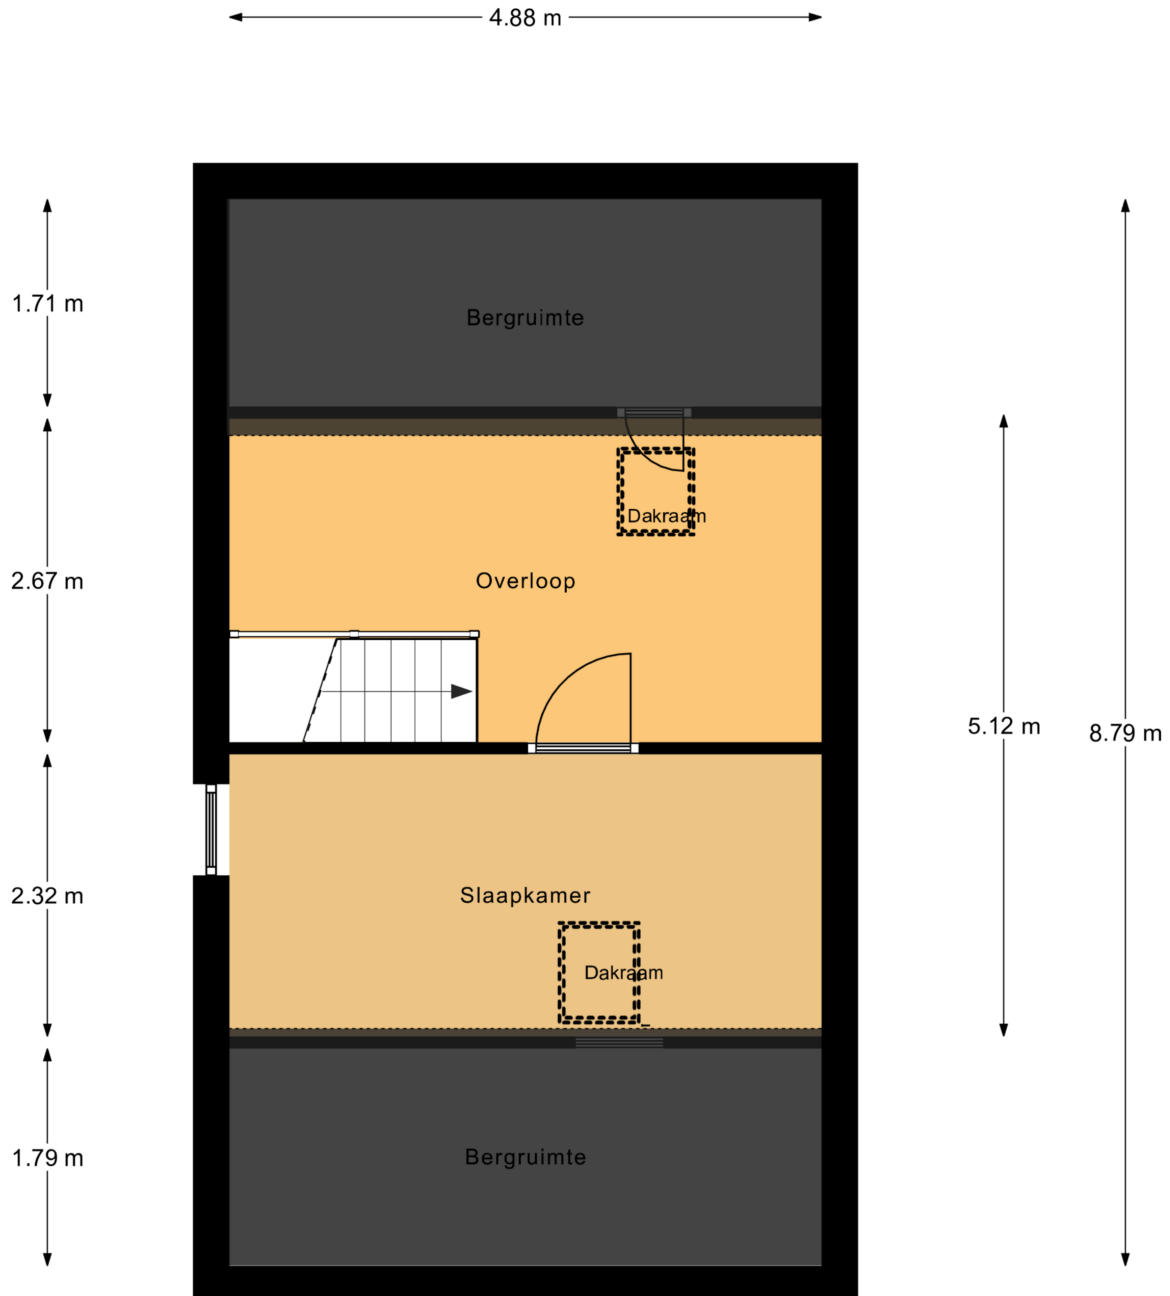 4.88 m
1.71 m
Bergruimte
Dakraam
2.67 m
Overloop
5.12 m
8.79 m
2.32 m
Slaapkamer
Dakraam
1.79 m
Bergruimte